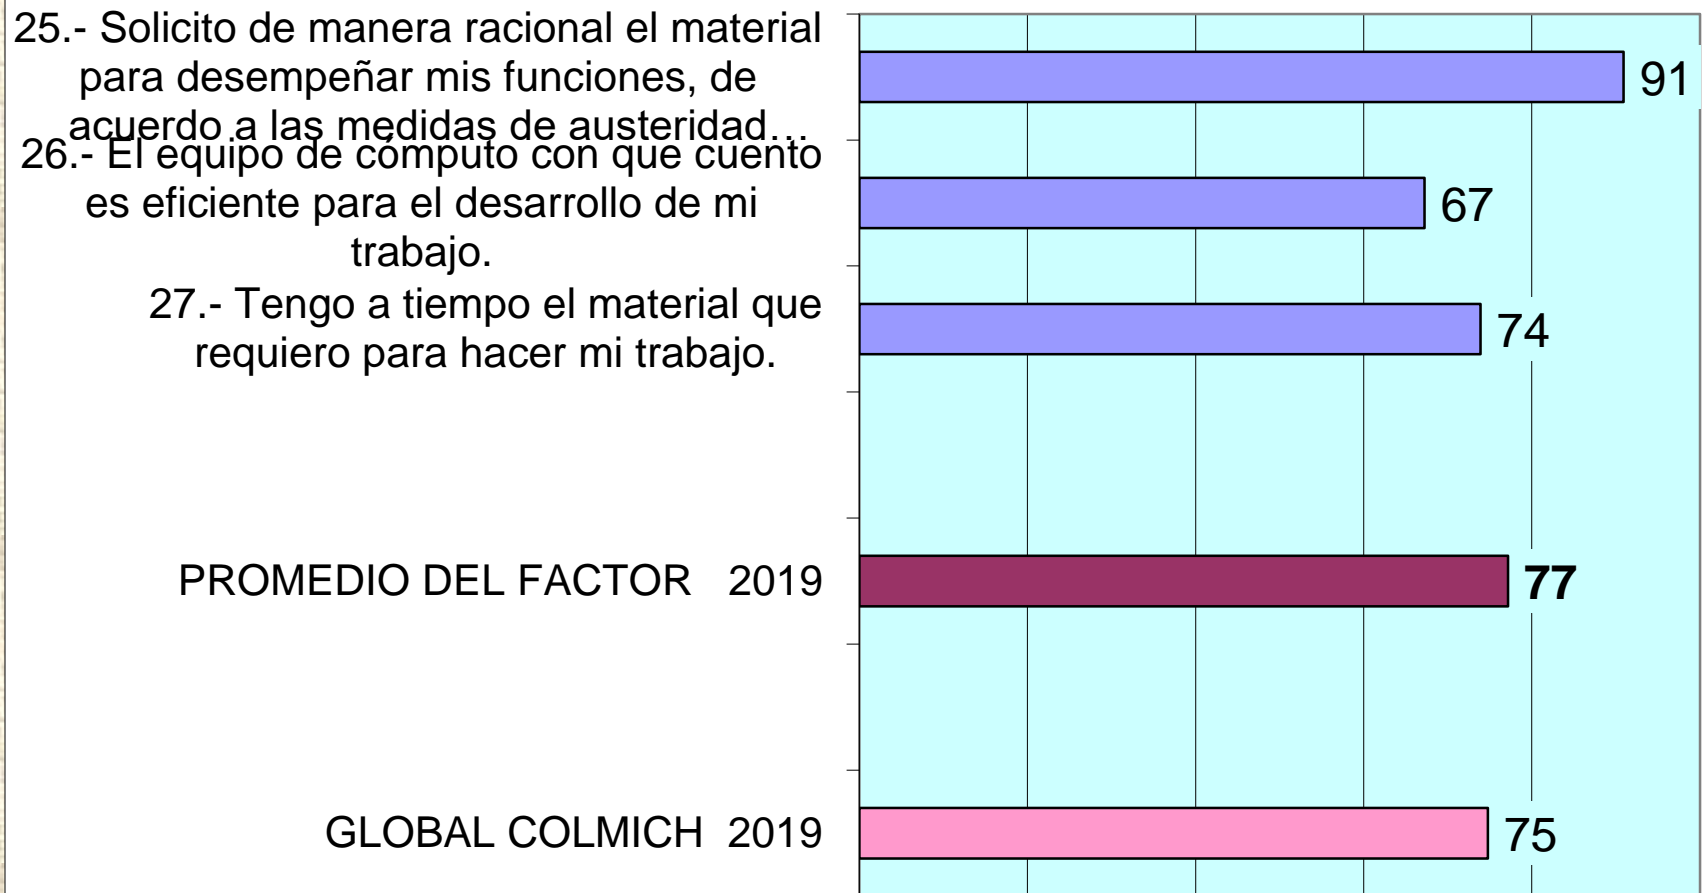 25.- Solicito de manera racional el material
para desempeñar mis funciones, de
acuerdo a las medidas de austeridad…
91
26.- El equipo de cómputo con que cuento
es eficiente para el desarrollo de mi
trabajo.
67
27.- Tengo a tiempo el material que
requiero para hacer mi trabajo.
74
PROMEDIO DEL FACTOR 2019
77
GLOBAL COLMICH 2019
75